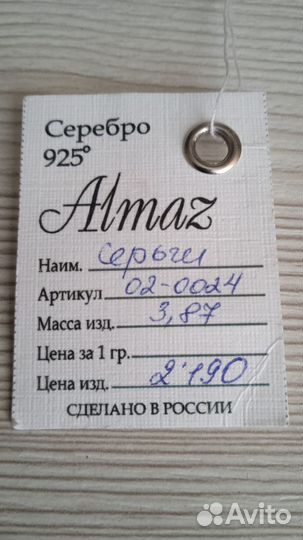 Серебро
925°
Almaz
Наим. Серьги
Артикул 02-0024
Масса изд. 3,87
Цена за 1 гр.
Цена изд. 2'190
СДЕЛАНО В РОССИИ
Avito